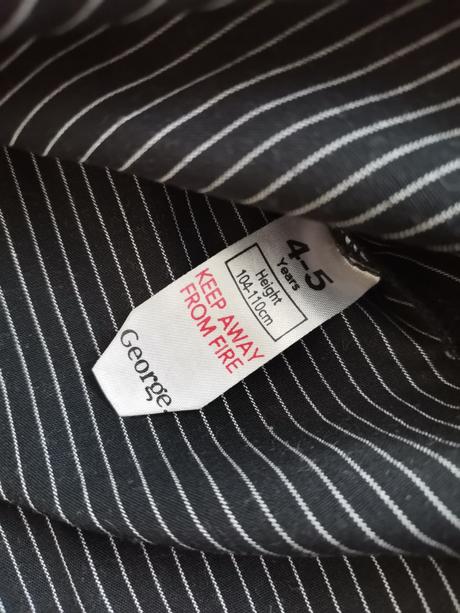 4-5
Years
Height
104-110cm
KEEP AWAY
FROM FIRE
George.